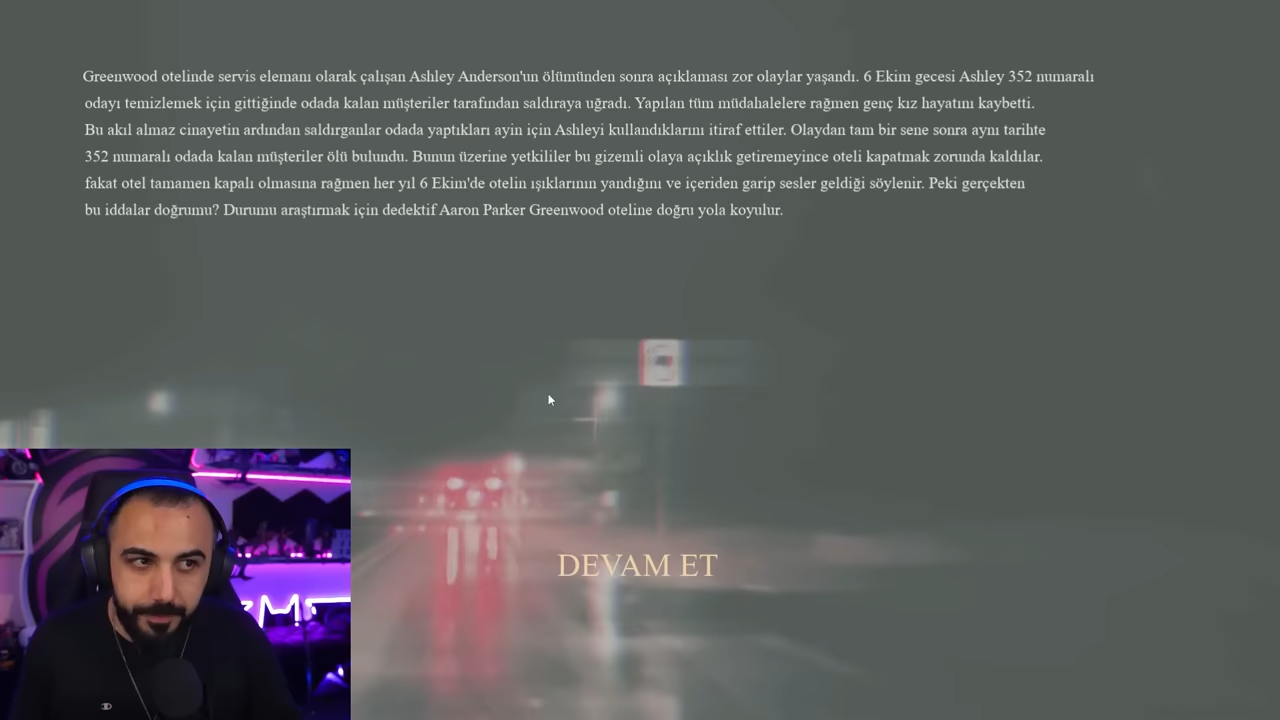 Greenwood otelinde servis elemanı olarak çalışan Ashley Anderson'un ölümünden sonra açıklaması zor olaylar yaşandı. 6 Ekim gecesi Ashley 352 numaralı
odayı temizlemek için gittiğinde odada kalan müşteriler tarafından saldıraya uğradı. Yapılan tüm müdahalelere rağmen genç kız hayatını kaybetti.
Bu akıl almaz cinayetin ardından saldırganlar odada yaptıkları ayin için Ashleyi kullandıklarını itiraf ettiler. Olaydan tam bir sene sonra aynı tarihte
352 numaralı odada kalan müşteriler ölü bulundu. Bunun üzerine yetkililer bu gizemli olaya açıklık getiremeyince oteli kapatmak zorunda kaldılar.
fakat otel tamamen kapalı olmasına rağmen her yıl 6 Ekim'de otelin ışıklarının yandığını ve içeriden garip sesler geldiği söylenir. Peki gerçekten
bu iddalar doğrumu? Durumu araştırmak için dedektif Aaron Parker Greenwood oteline doğru yola koyulur.
DEVAM ET